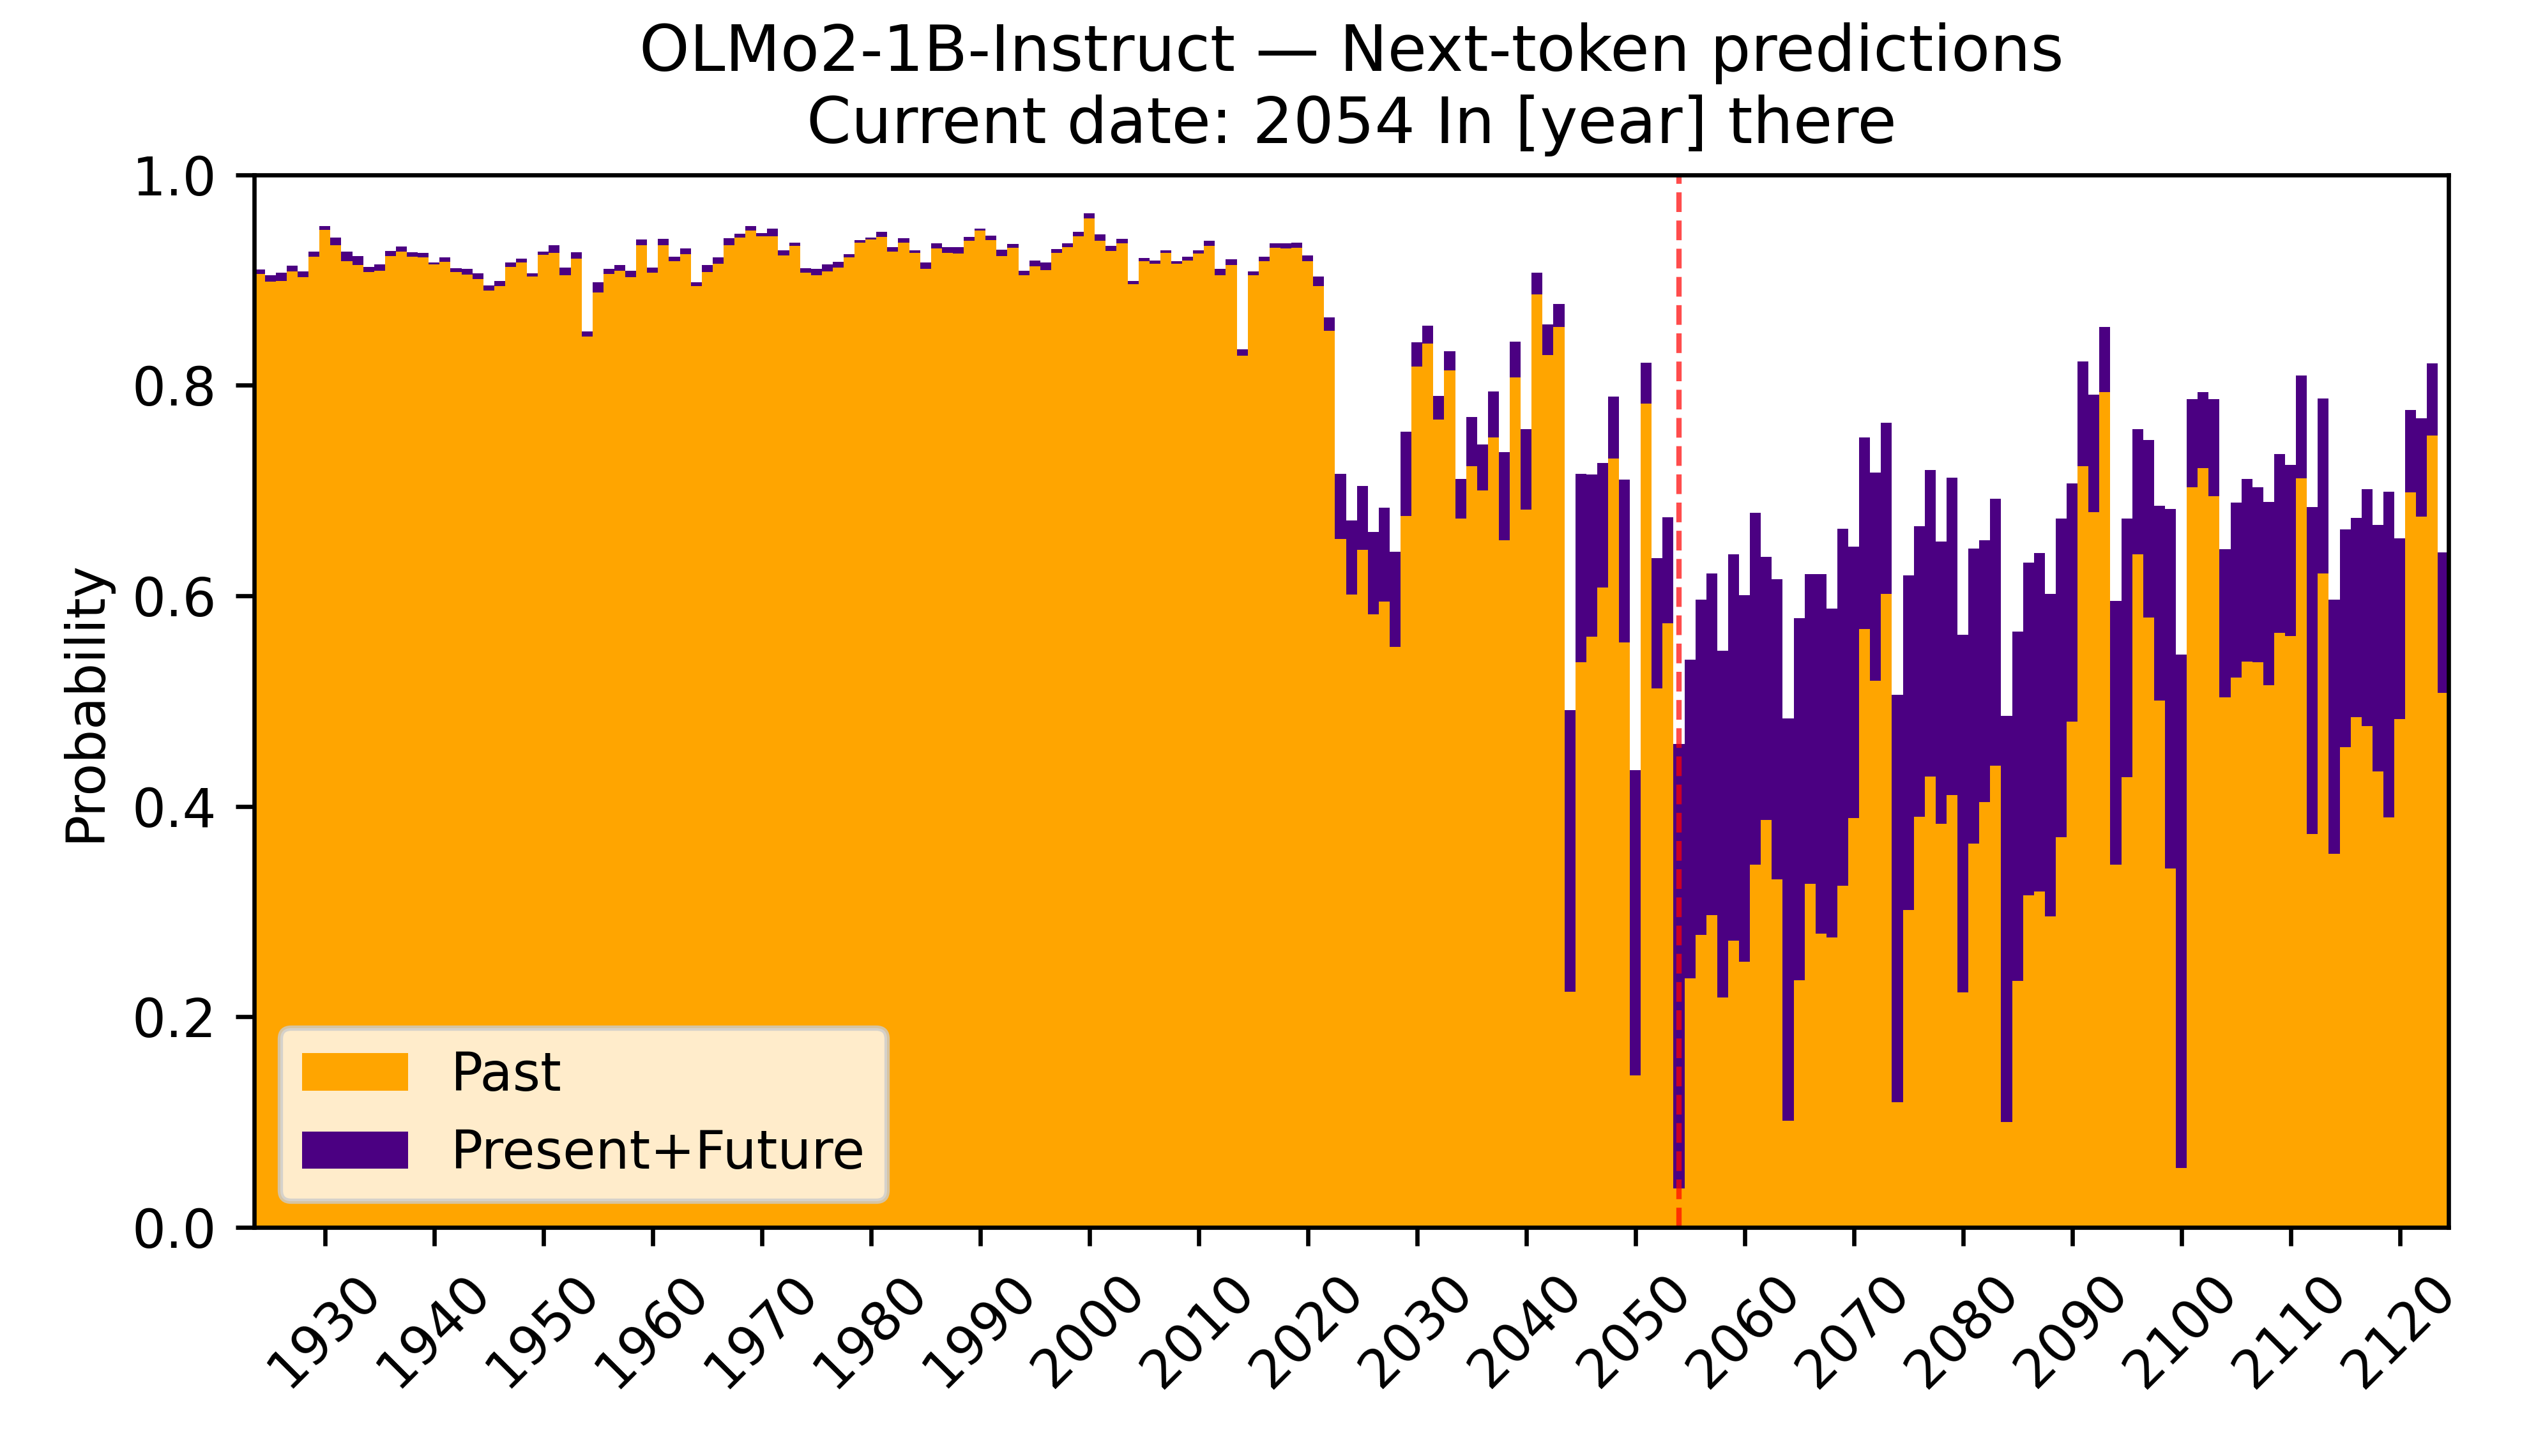 OLMo2-1B-Instruct — Next-token predictions
Current date: 2054 In [year] there
Probability
1.0
0.8
0.6
0.4
0.2
0.0
Past
Present+Future
1930 1940 1950 1960 1970 1980 1990 2000 2010 2020 2030 2040 2050 2060 2070 2080 2090 2100 2110 2120